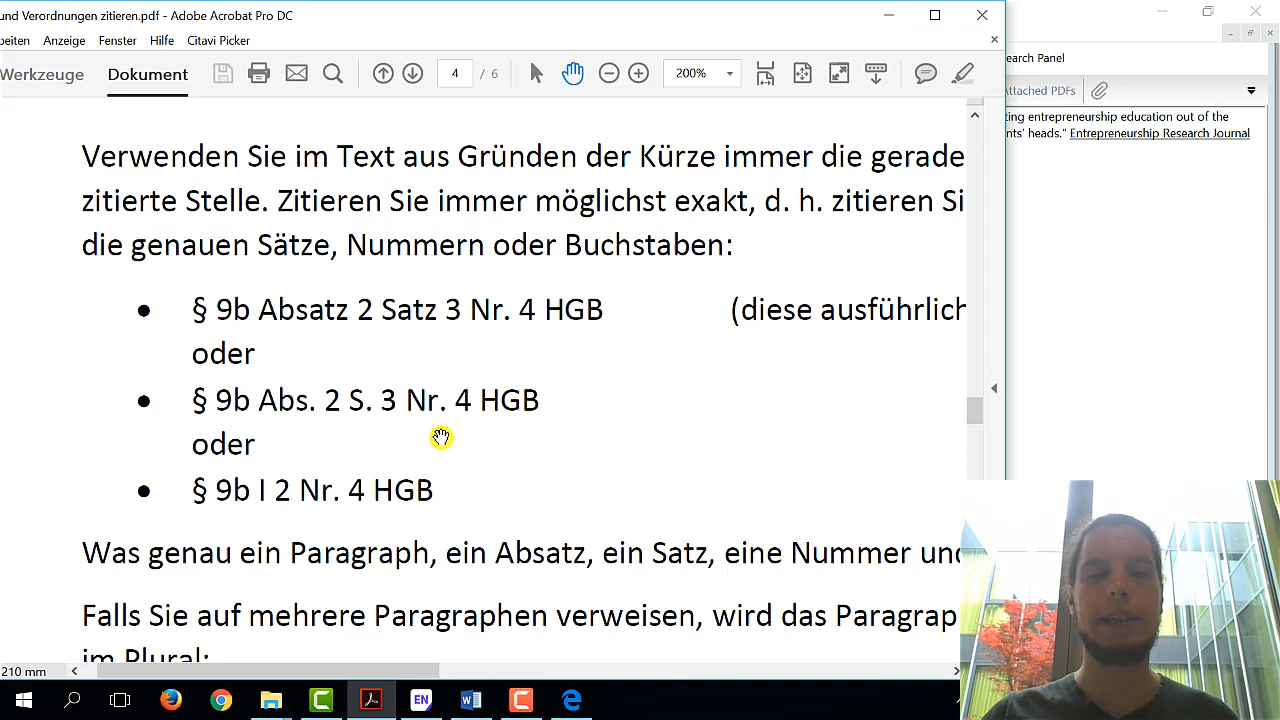 und Verordnungen zitieren.pdf - Adobe Acrobat Pro DC
eiten Anzeige Fenster Hilfe Citavi Picker
earch Panel
Werkzeuge Dokument 4 / 6 200%
Attached PDFs
ting entrepreneurship education out of the
nts' heads." Entrepreneurship Research Journal
Verwenden Sie im Text aus Gründen der Kürze immer die gerade
zitierte Stelle. Zitieren Sie immer möglichst exakt, d. h. zitieren Si
die genauen Sätze, Nummern oder Buchstaben:
• § 9b Absatz 2 Satz 3 Nr. 4 HGB (diese ausführlich
oder
• § 9b Abs. 2 S. 3 Nr. 4 HGB
oder
• § 9b I 2 Nr. 4 HGB
Was genau ein Paragraph, ein Absatz, ein Satz, eine Nummer und
Falls Sie auf mehrere Paragraphen verweisen, wird das Paragrap
im Plural:
210 mm
EN